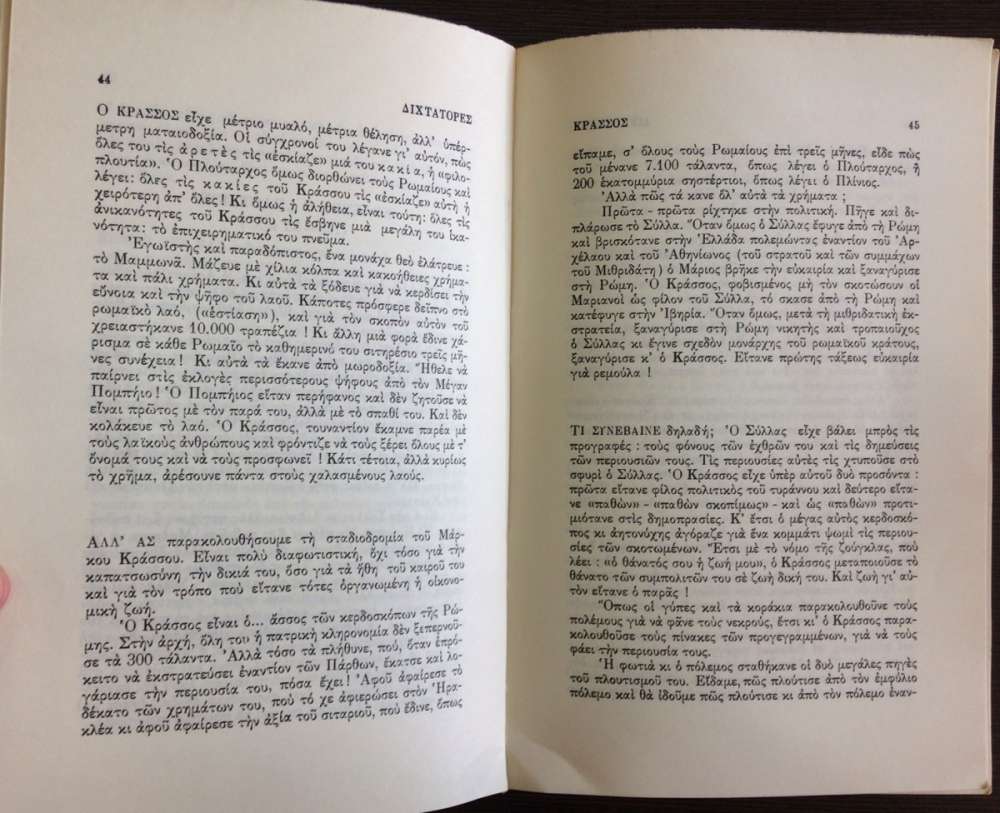 44
ΔΙΧΤΑΤΟΡΕΣ
Ο ΚΡΑΣΣΟΣ εἶχε μέτριο μυαλό, μέτρια θέληση, ἀλλ' ὑπέρ-
μετρη ματαιοδοξία. Οἱ σύγχρονοί του λέγανε γι' αὐτόν, πὼς
ὅλες του τὶς ἀρετὲς τὶς «ἐσκίαζε» μιά του κακία, ἡ «φιλο-
πλουτία». Ὁ Πλούταρχος ὅμως διορθώνει τοὺς Ρωμαίους καὶ
λέγει: ὅλες τὶς κακίες τοῦ Κράσσου τὶς «ἐσκίαζε» αὐτὴ ἡ
χειρότερη ἀπ' ὅλες! Κι ὅμως ἡ ἀλήθεια, εἶναι τούτη: ὅλες τὶς
ἀνικανότητες τοῦ Κράσσου τὶς ἔσβηνε μιὰ μεγάλη του ἱκα-
νότητα: τὸ ἐπιχειρηματικό του πνεῦμα.
Ἐγωϊστὴς καὶ παραδόπιστος, ἕνα μονάχα θεὸ ἐλάτρευε:
τὸ Μαμμωνᾶ. Μάζευε μὲ χίλια κόλπα καὶ κακοήθειες χρήμα-
τα καὶ πάλι χρήματα. Κι αὐτὰ τὰ ξόδευε γιὰ νὰ κερδίσει τὴν
εὔνοια καὶ τὴν ψῆφο τοῦ λαοῦ. Κάποτες πρόσφερε δεῖπνο στὸ
ρωμαϊκὸ λαό, («ἑστίαση»), καὶ γιὰ τὸν σκοπὸν αὐτὸν τοῦ
χρειαστήκανε 10.000 τραπέζια! Κι ἄλλη μιὰ φορὰ ἔδινε χά-
ρισμα σὲ κάθε Ρωμαῖο τὸ καθημερινό του σιτηρέσιο τρεῖς μῆ-
νες συνέχεια! Κι αὐτὰ τὰ ἔκανε ἀπὸ μωροδοξία. Ἤθελε νὰ
παίρνει στὶς ἐκλογὲς περισσότερους ψήφους ἀπὸ τὸν Μέγαν
Πομπήιο! Ὁ Πομπήιος εἴταν περήφανος καὶ δὲν ζητοῦσε νὰ
εἶναι πρῶτος μὲ τὸν παρά του, ἀλλὰ μὲ τὸ σπαθί του. Καὶ δὲν
κολάκευε τὸ λαό. Ὁ Κράσσος, τουναντίον ἔκαμνε παρέα μὲ
τοὺς λαϊκοὺς ἀνθρώπους καὶ φρόντιζε νὰ τοὺς ξέρει ὅλους μὲ τ'
ὄνομά τους καὶ νὰ τοὺς προσφωνεῖ! Κάτι τέτοια, ἀλλὰ κυρίως
τὸ χρῆμα, ἀρέσουνε πάντα στοὺς χαλασμένους λαούς.
ΑΛΛ' ΑΣ παρακολουθήσουμε τὴ σταδιοδρομία τοῦ Μάρ-
κου Κράσσου. Εἶναι πολὺ διαφωτιστική, ὄχι τόσο γιὰ τὴν
καπατσωσύνη τὴν δικιά του, ὅσο γιὰ τὰ ἤθη τοῦ καιροῦ του
καὶ γιὰ τὸν τρόπο ποὺ εἴτανε τότες ὀργανωμένη ἡ οἰκονο-
μικὴ ζωή.
Ὁ Κράσσος εἶναι ὁ... ἄσσος τῶν κερδοσκόπων τῆς Ρώ-
μης. Στὴν ἀρχή, ὅλη του ἡ πατρικὴ κληρονομία δὲν ξεπερνοῦ-
σε τὰ 300 τάλαντα. Ἀλλὰ τόσο τὰ πλήθυνε, πού, ὅταν ἐπρό-
κειτο νὰ ἐκστρατεύσει ἐναντίον τῶν Πάρθων, ἔκατσε καὶ λο-
γάριασε τὴν περιουσία του, πόσα ἔχει! Ἀφοῦ ἀφαίρεσε τὸ
δέκατο τῶν χρημάτων του, ποὺ τό χε ἀφιερώσει στὸν Ἡρα-
κλέα κι ἀφοῦ ἀφαίρεσε τὴν ἀξία τοῦ σιταριοῦ, ποὺ ἔδινε, ὅπως
ΚΡΑΣΣΟΣ
45
εἴπαμε, σ' ὅλους τοὺς Ρωμαίους ἐπὶ τρεῖς μῆνες, εἶδε πὼς
τοῦ μένανε 7.100 τάλαντα, ὅπως λέγει ὁ Πλούταρχος, ἢ
200 ἑκατομμύρια σηστέρτιοι, ὅπως λέγει ὁ Πλίνιος.
Ἀλλὰ πῶς τά κανε ὅλ' αὐτὰ τὰ χρήματα;
Πρῶτα - πρῶτα ρίχτηκε στὴν πολιτική. Πῆγε καὶ δι-
πλάρωσε τὸ Σύλλα. Ὅταν ὅμως ὁ Σύλλας ἔφυγε ἀπὸ τὴ Ρώμη
καὶ βρισκότανε στὴν Ἑλλάδα πολεμώντας ἐναντίον τοῦ Ἀρ-
χέλαου καὶ τοῦ Ἀθηνίωνος (τοῦ στρατοῦ καὶ τῶν συμμάχων
τοῦ Μιθριδάτη) ὁ Μάριος βρῆκε τὴν εὐκαιρία καὶ ξαναγύρισε
στὴ Ρώμη. Ὁ Κράσσος, φοβισμένος μὴ τὸν σκοτώσουν οἱ
Μαριανοὶ ὡς φίλον τοῦ Σύλλα, τό σκασε ἀπὸ τὴ Ρώμη καὶ
κατέφυγε στὴν Ἰβηρία. Ὅταν ὅμως, μετὰ τὴ μιθριδατικὴ ἐκ-
στρατεία, ξαναγύρισε στὴ Ρώμη νικητὴς καὶ τροπαιοῦχος
ὁ Σύλλας κι ἔγινε σχεδὸν μονάρχης τοῦ ρωμαϊκοῦ κράτους,
ξαναγύρισε κ' ὁ Κράσσος. Εἴτανε πρώτης τάξεως εὐκαιρία
γιὰ ρεμούλα!
ΤΙ ΣΥΝΕΒΑΙΝΕ δηλαδή; Ὁ Σύλλας εἶχε βάλει μπρὸς τὶς
προγραφές: τοὺς φόνους τῶν ἐχθρῶν του καὶ τὶς δημεύσεις
τῶν περιουσιῶν τους. Τὶς περιουσίες αὐτὲς τὶς χτυποῦσε στὸ
σφυρὶ ὁ Σύλλας. Ὁ Κράσσος εἶχε ὑπὲρ αὐτοῦ δυὸ προσόντα:
πρῶτα εἴτανε φίλος πολιτικὸς τοῦ τυράννου καὶ δεύτερο εἴτα-
νε «παθὼν» - «παθὼν σκοπίμως» - καὶ ὡς «παθὼν» προτι-
μιότανε στὶς δημοπρασίες. Κ' ἔτσι ὁ μέγας αὐτὸς κερδοσκό-
πος κι ἀητονύχης ἀγόραζε γιὰ ἕνα κομμάτι ψωμὶ τὶς περιου-
σίες τῶν σκοτωμένων. Ἔτσι μὲ τὸ νόμο τῆς ζούγκλας, ποὺ
λέει: «ὁ θάνατός σου ἡ ζωή μου», ὁ Κράσσος μεταποιοῦσε τὸ
θάνατο τῶν συμπολιτῶν του σὲ ζωὴ δική του. Καὶ ζωὴ γι' αὐ-
τὸν εἴτανε ὁ παρᾶς!
Ὅπως οἱ γύπες καὶ τὰ κοράκια παρακολουθοῦνε τοὺς
πολέμους γιὰ νὰ φᾶνε τοὺς νεκρούς, ἔτσι κι' ὁ Κράσσος παρα-
κολουθοῦσε τοὺς πίνακες τῶν προγεγραμμένων, γιὰ νὰ τοὺς
φάει τὴν περιουσία τους.
Ἡ φωτιὰ κι ὁ πόλεμος σταθήκανε οἱ δυὸ μεγάλες πηγὲς
τοῦ πλουτισμοῦ του. Εἴδαμε, πῶς πλούτισε ἀπὸ τὸν ἐμφύλιο
πόλεμο καὶ θὰ ἰδοῦμε πῶς πλούτισε κι ἀπὸ τὸν πόλεμο ἐναν-